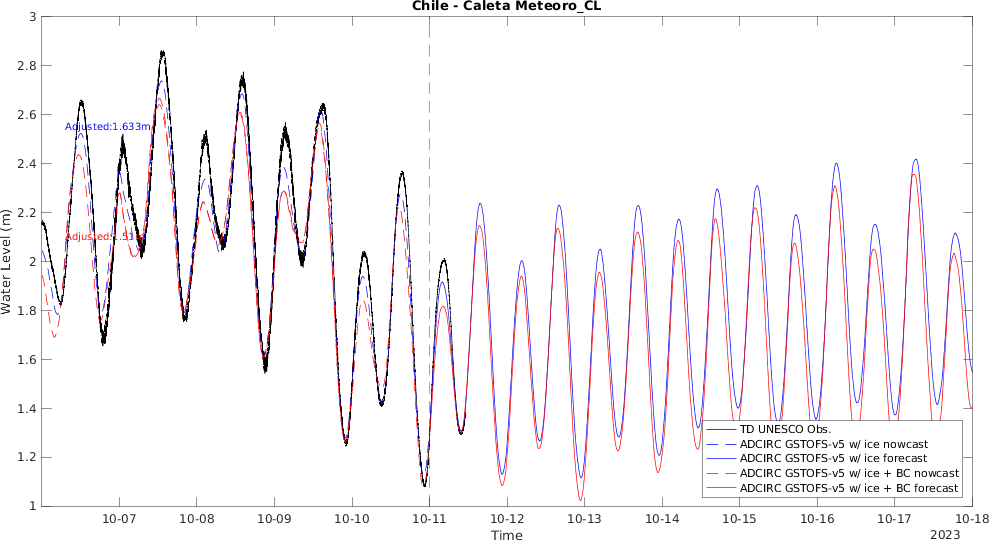 Chile - Caleta Meteoro_CL
Water Level (m)
3
2.8
2.6
2.4
2.2
2
1.8
1.6
1.4
1.2
1
Adjusted:1.633m
TD UNESCO Obs.
ADCIRC GSTOFS-v5 w/ ice nowcast
ADCIRC GSTOFS-v5 w/ ice forecast
ADCIRC GSTOFS-v5 w/ ice + BC nowcast
ADCIRC GSTOFS-v5 w/ ice + BC forecast
10-07 10-08 10-09 10-10 10-11 10-12 10-13 10-14 10-15 10-16 10-17 10-18
Time
2023